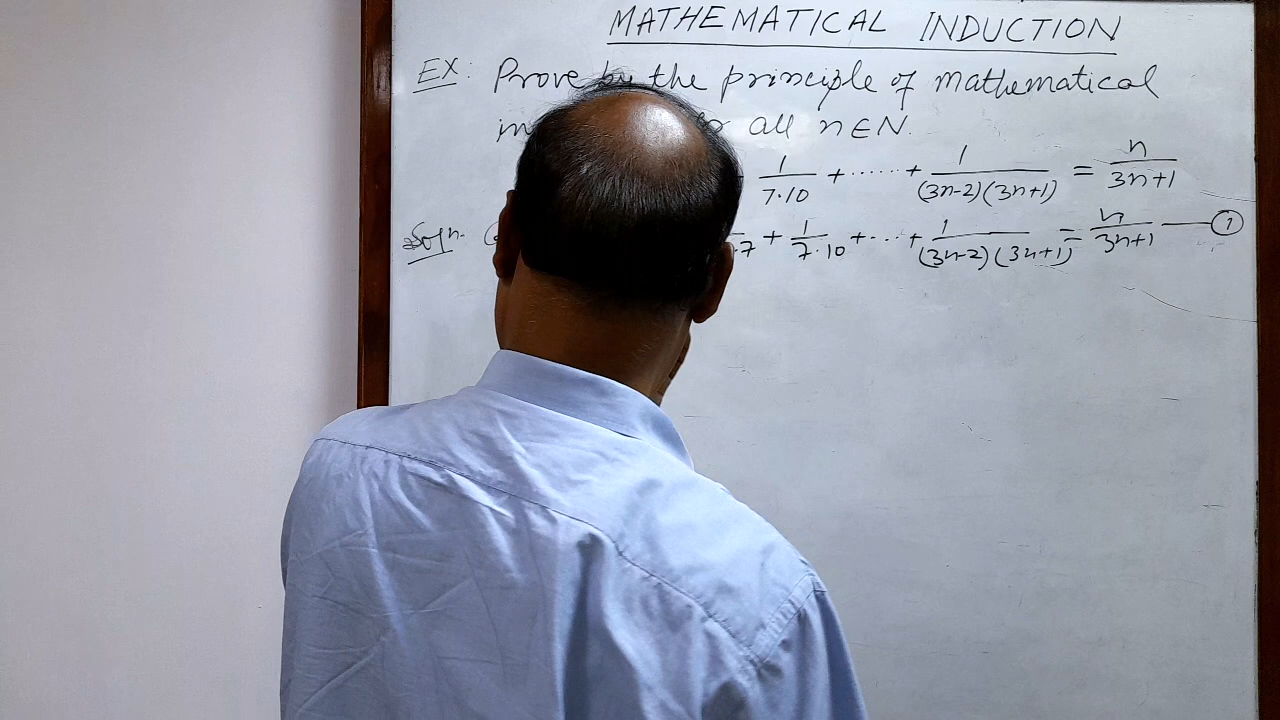 MATHEMATICAL INDUCTION
EX: Prove by the principle of mathematical
all n∈N.
1/(7·10) + ...... + 1/((3n-2)(3n+1)) = n/(3n+1)
Soln. .7 + 1/(7·10) + ... + 1/((3n-2)(3n+1)) = n/(3n+1) — ①